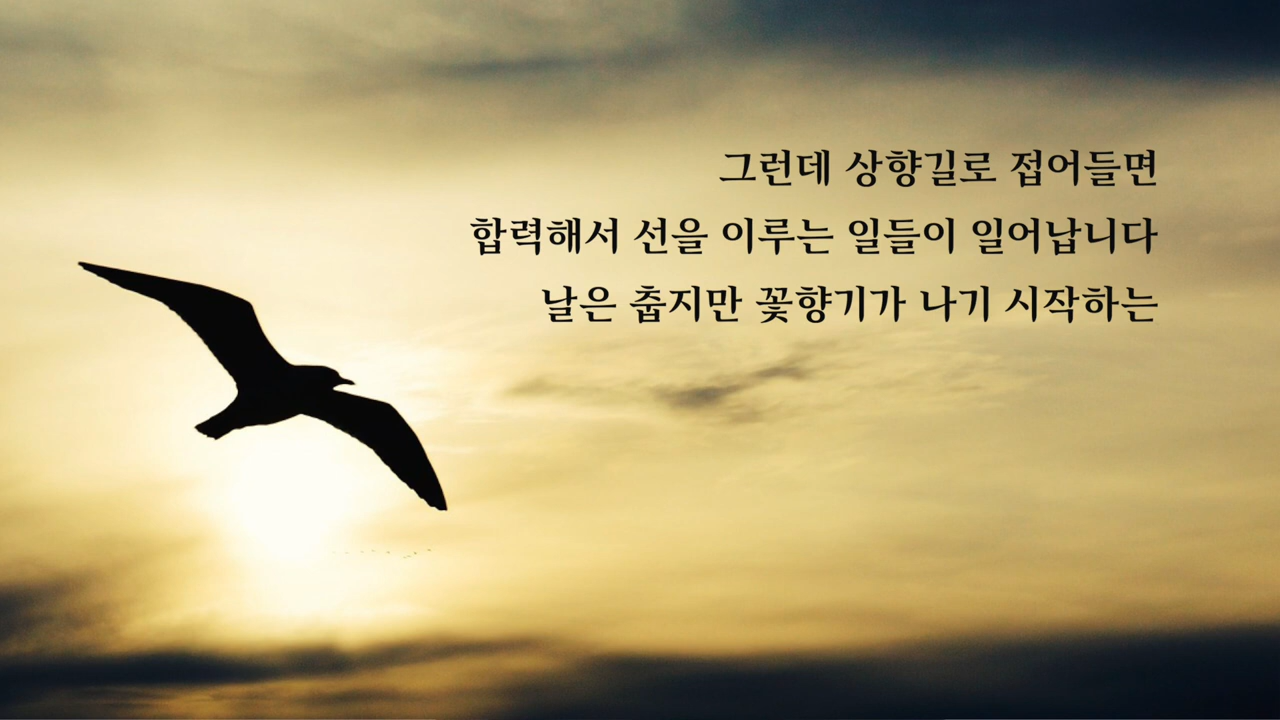 그런데 상향길로 접어들면
합력해서 선을 이루는 일들이 일어납니다
날은 춥지만 꽃향기가 나기 시작하는